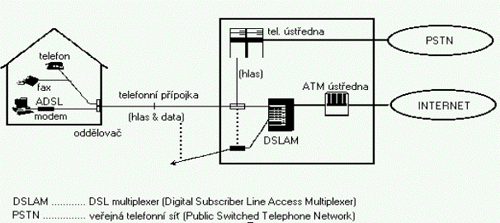 telefon
fax
ADSL
modem
oddělovač
telefonní přípojka
(hlas & data)
tel. ústředna
(hlas)
ATM ústředna
DSLAM
PSTN
INTERNET
DSLAM ............ DSL multiplexer (Digital Subscriber Line Access Multiplexer)
PSTN ............... veřejná telefonní síť (Public Switched Telephone Network)